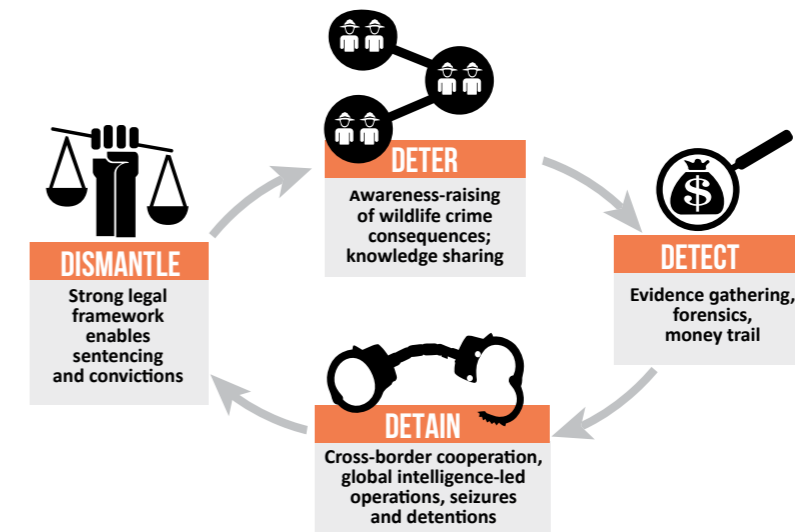 DETER
Awareness-raising
of wildlife crime
consequences;
knowledge sharing
DETECT
Evidence gathering,
forensics,
money trail
DETAIN
Cross-border cooperation,
global intelligence-led
operations, seizures
and detentions
DISMANTLE
Strong legal
framework
enables
sentencing
and convictions
$